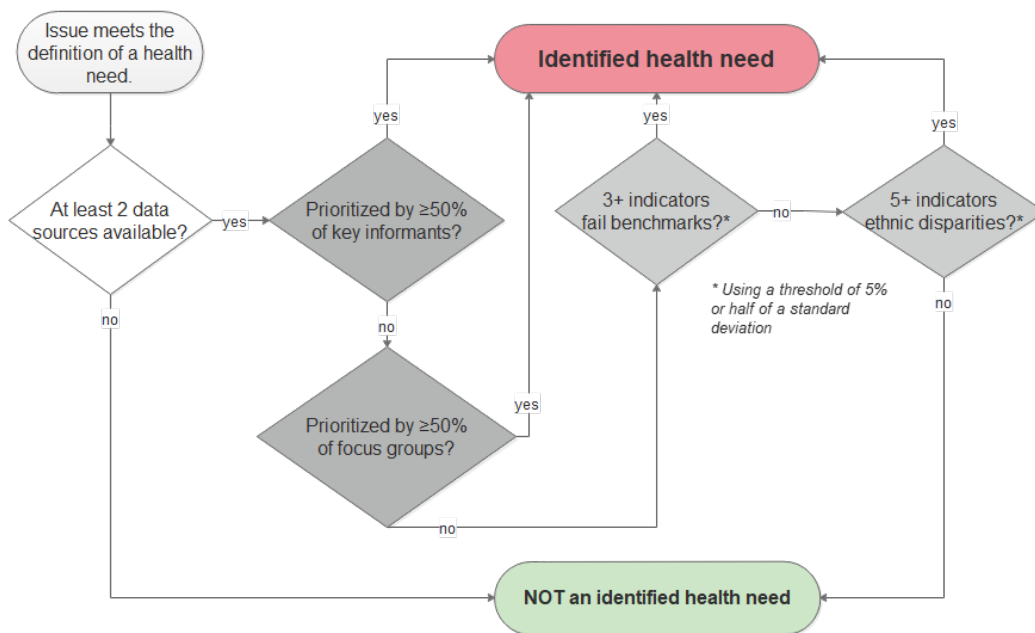 Issue meets the
definition of a health
need.
Identified health need
yes
yes
yes
At least 2 data
sources available?
yes
Prioritized by ≥50%
of key informants?
3+ indicators
fail benchmarks?*
no
5+ indicators
ethnic disparities?*
* Using a threshold of 5%
or half of a standard
deviation
no
no
no
Prioritized by ≥50%
of focus groups?
yes
no
NOT an identified health need